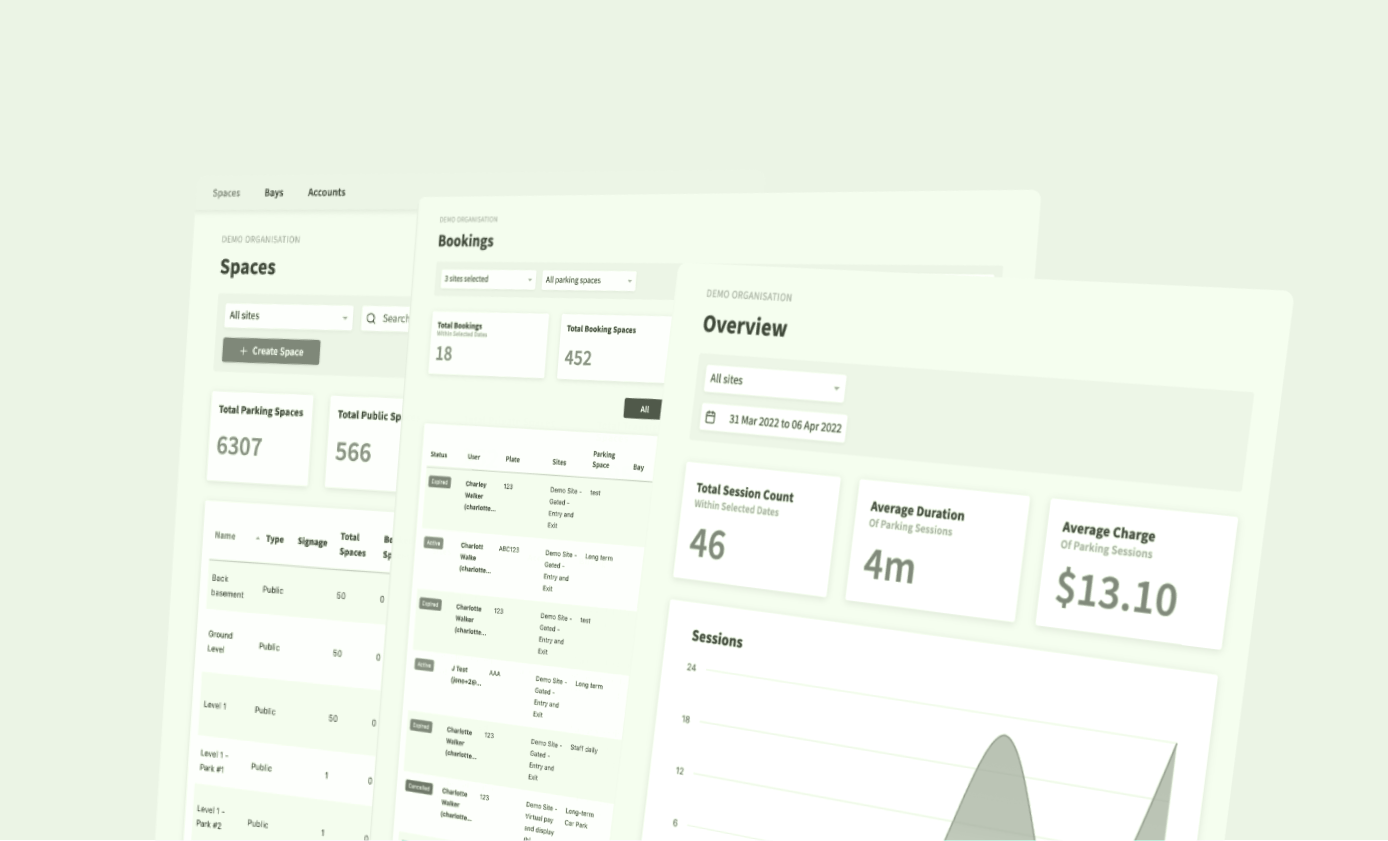 Spaces Bays Accounts
DEMO ORGANISATION
Spaces
All sites
Search
+ Create Space
Total Parking Spaces
6307
Total Public Sp
566
Name Type Signage Total Spaces Be Sp
Back basement Public 50 0
Ground Level Public 50 0
Level 1 Public 50 0
Level 1 - Park #1 Public 1 0
Level 1 - Park #2 Public 1 0
DEMO ORGANISATION
Bookings
3 sites selected
All parking spaces
Total Bookings
Within Selected Dates
18
Total Booking Spaces
452
All
Status User Plate Sites Parking Space Bay
Expired Charley Walker (charlotte... 123 Demo Site - Gated - Entry and Exit test
Active Charlott Walke (charlotte... ABC123 Demo Site - Gated - Entry and Exit Long term
Expired Charlotte Walker (charlotte... 123 Demo Site - Gated - Entry and Exit test
Active J Test (jono+2@... AAA Demo Site - Gated - Entry and Exit Long term
Expired Charlotte Walker (charlotte... 123 Demo Site - Gated - Entry and Exit Staff daily
Cancelled Charlotte Walker (charlotte... 123 Demo Site - Virtual pay and display Long-term Car Park
DEMO ORGANISATION
Overview
All sites
31 Mar 2022 to 06 Apr 2022
Total Session Count
Within Selected Dates
46
Average Duration
Of Parking Sessions
4m
Average Charge
Of Parking Sessions
$13.10
Sessions
24
18
12
6